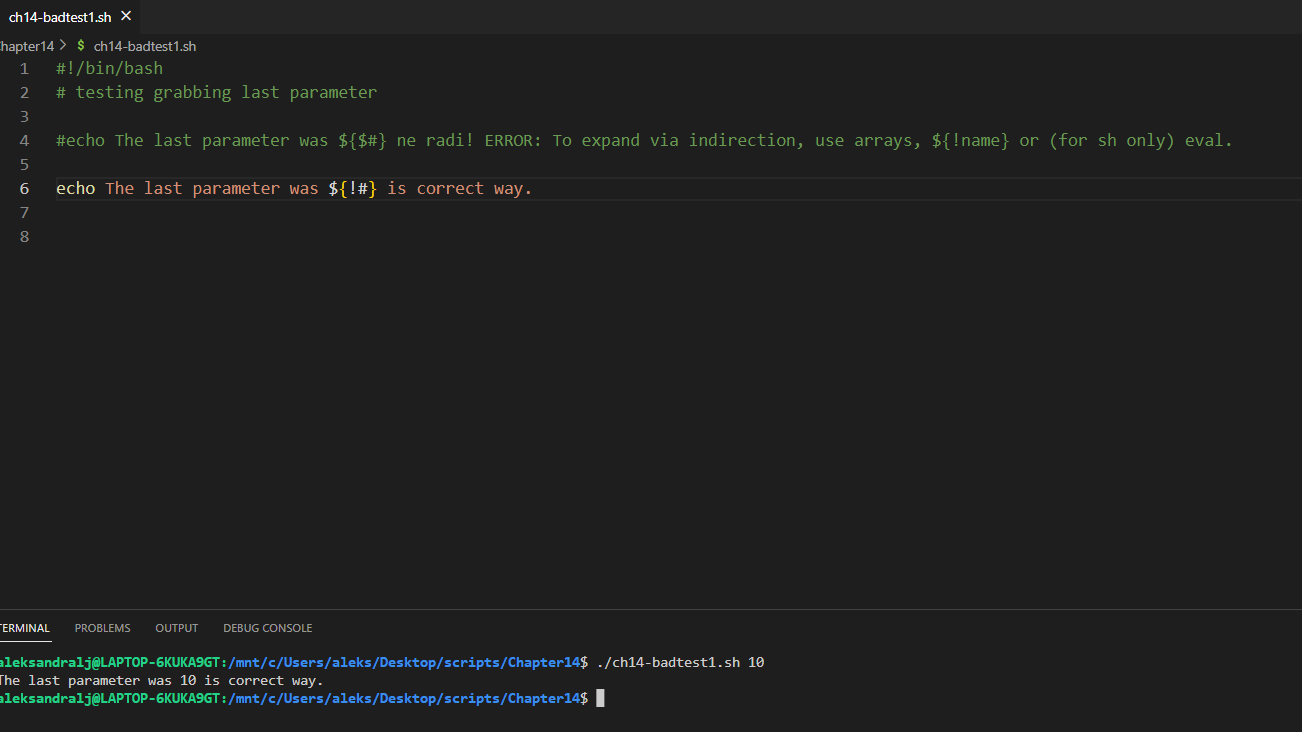 ch14-badtest1.sh
hapter14 > $ ch14-badtest1.sh
1 #!/bin/bash
2 # testing grabbing last parameter
3
4 #echo The last parameter was ${$#} ne radi! ERROR: To expand via indirection, use arrays, ${!name} or (for sh only) eval.
5
6 echo The last parameter was ${!#} is correct way.
7
8
TERMINAL PROBLEMS OUTPUT DEBUG CONSOLE
aleksandralj@LAPTOP-6KUKA9GT:/mnt/c/Users/aleks/Desktop/scripts/Chapter14$ ./ch14-badtest1.sh 10
The last parameter was 10 is correct way.
aleksandralj@LAPTOP-6KUKA9GT:/mnt/c/Users/aleks/Desktop/scripts/Chapter14$